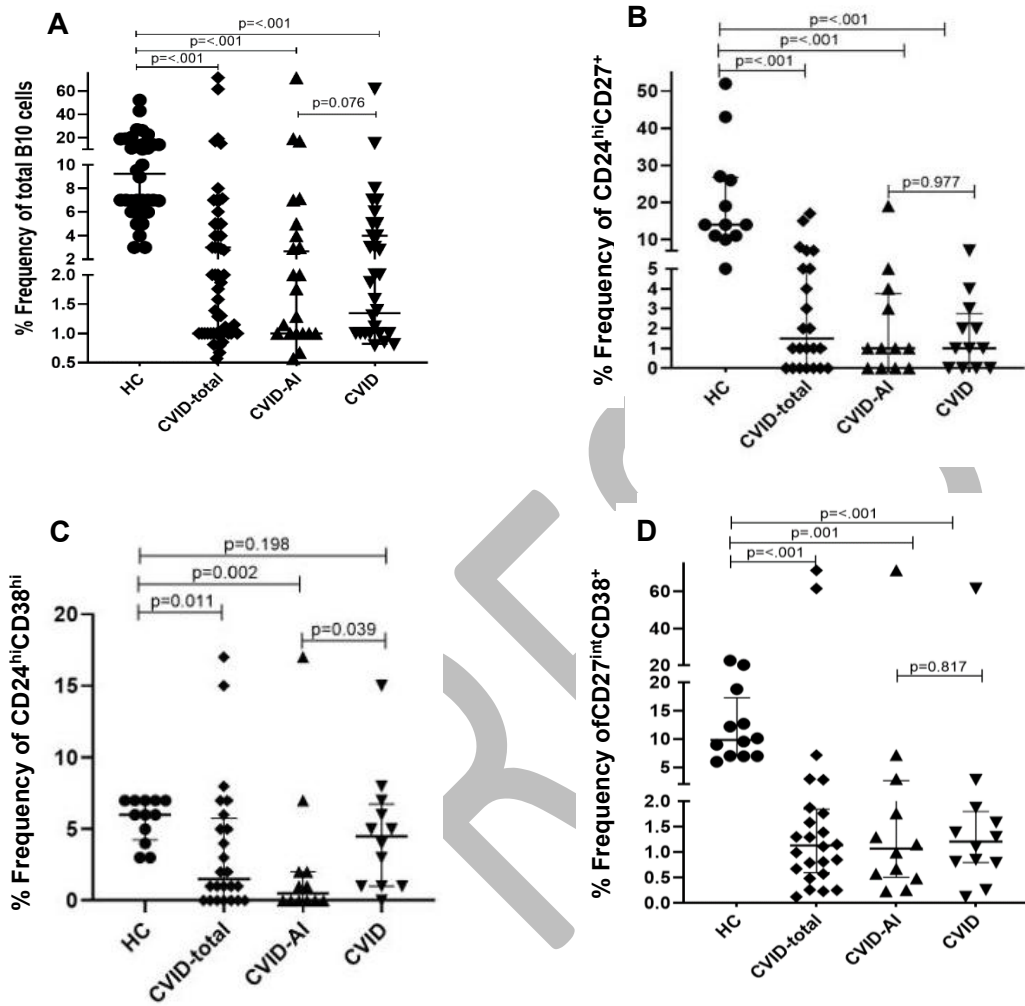 A
p=<.001
p=<.001
p=<.001
p=0.076
% Frequency of total B10 cells
60
40
20
10
8
6
4
2
2.0
1.5
1.0
0.5
HC
CVID-total
CVID-AI
CVID
B
p=<.001
p=<.001
p=<.001
p=0.977
% Frequency of CD24hiCD27+
50
40
30
20
10
5
4
3
2
1
0
HC
CVID-total
CVID-AI
CVID
C
p=0.198
p=0.002
p=0.011
p=0.039
% Frequency of CD24hiCD38hi
20
15
10
5
0
HC
CVID-total
CVID-AI
CVID
D
p=<.001
p=.001
p=<.001
p=0.817
% Frequency ofCD27intCD38+
60
40
20
20
15
10
5
2.0
1.5
1.0
0.5
0.0
HC
CVID-total
CVID-AI
CVID